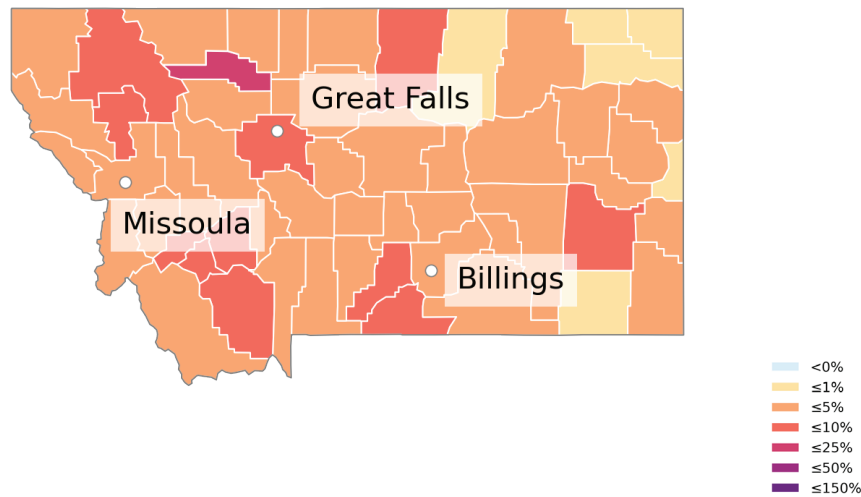 Great Falls
Missoula
Billings
<0%
≤1%
≤5%
≤10%
≤25%
≤50%
≤150%